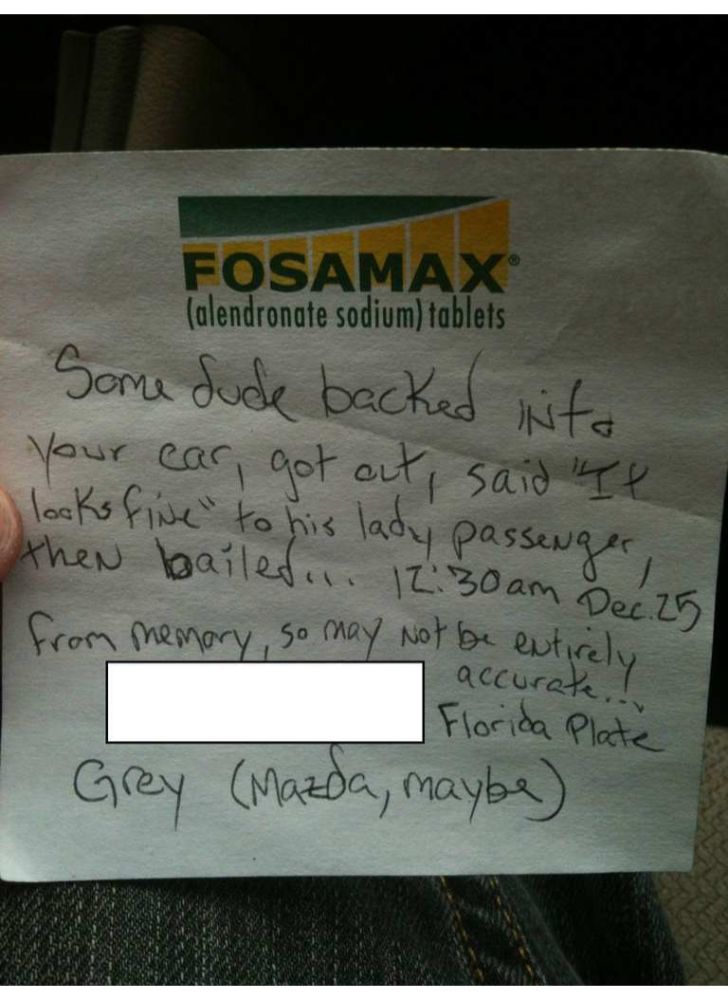 FOSAMAX®
(alendronate sodium) tablets
Some dude backed into
your car, got out, said "It
looks fine" to his lady passenger,
then bailed... 12:30am Dec. 25
From memory, so may not be entirely
accurate...
Florida Plate
Grey (Mazda, maybe)